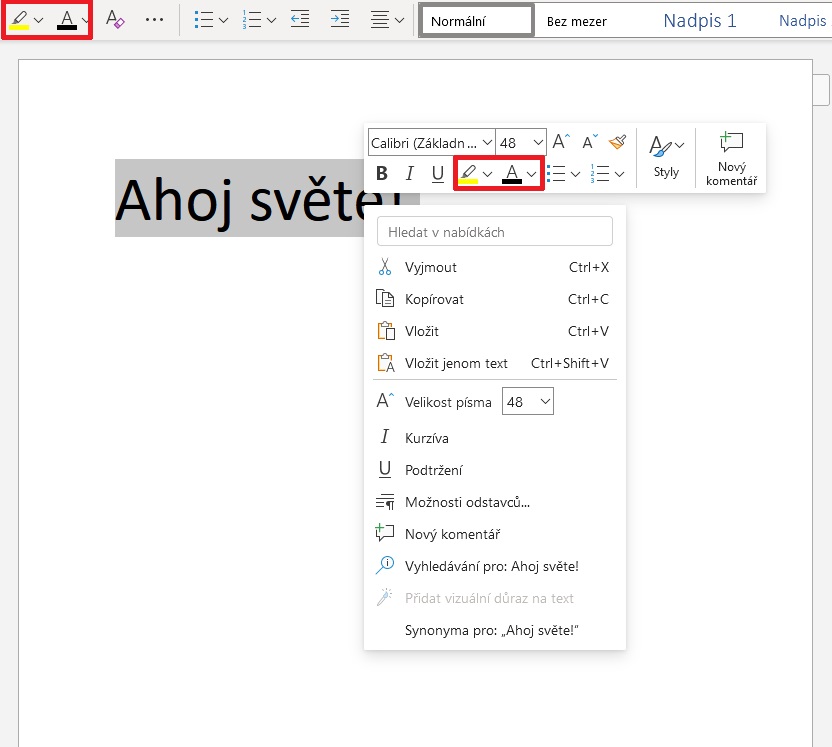 Normální Bez mezer Nadpis 1 Nadpis
Calibri (Základn ... 48
B I U
Styly
Nový komentář
Ahoj světe!
Hledat v nabídkách
Vyjmout Ctrl+X
Kopírovat Ctrl+C
Vložit Ctrl+V
Vložit jenom text Ctrl+Shift+V
Velikost písma 48
Kurzíva
Podtržení
Možnosti odstavců...
Nový komentář
Vyhledávání pro: Ahoj světe!
Přidat vizuální důraz na text
Synonyma pro: „Ahoj světe!“